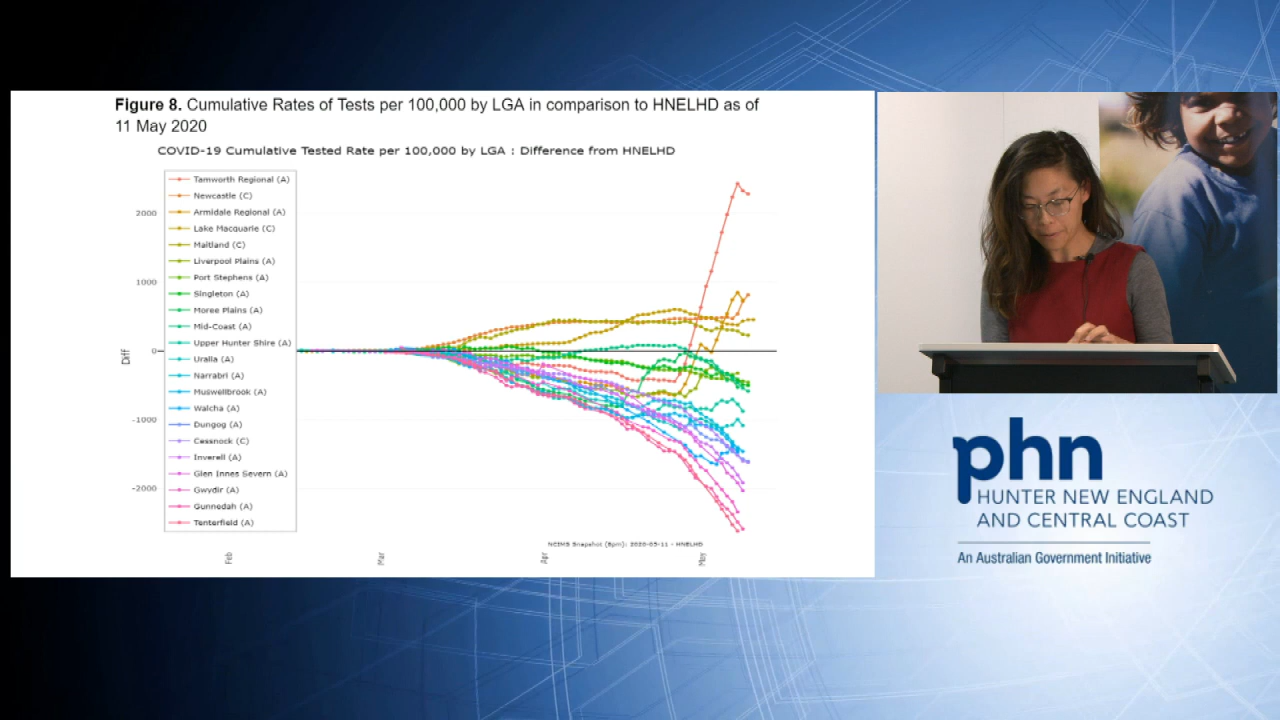 Figure 8. Cumulative Rates of Tests per 100,000 by LGA in comparison to HNELHD as of
11 May 2020
COVID-19 Cumulative Tested Rate per 100,000 by LGA : Difference from HNELHD
Tamworth Regional (A)
Newcastle (C)
Armidale Regional (A)
Lake Macquarie (C)
Maitland (C)
Liverpool Plains (A)
Port Stephens (A)
Singleton (A)
Moree Plains (A)
Mid-Coast (A)
Upper Hunter Shire (A)
Uralla (A)
Narrabri (A)
Muswellbrook (A)
Walcha (A)
Dungog (A)
Cessnock (C)
Inverell (A)
Glen Innes Severn (A)
Gwydir (A)
Gunnedah (A)
Tenterfield (A)
2000
1000
0
-1000
-2000
Diff
NCIMS Snapshot (8pm): 2020-05-11 - HNELHD
Feb
Mar
Apr
May
phn
HUNTER NEW ENGLAND
AND CENTRAL COAST
An Australian Government Initiative